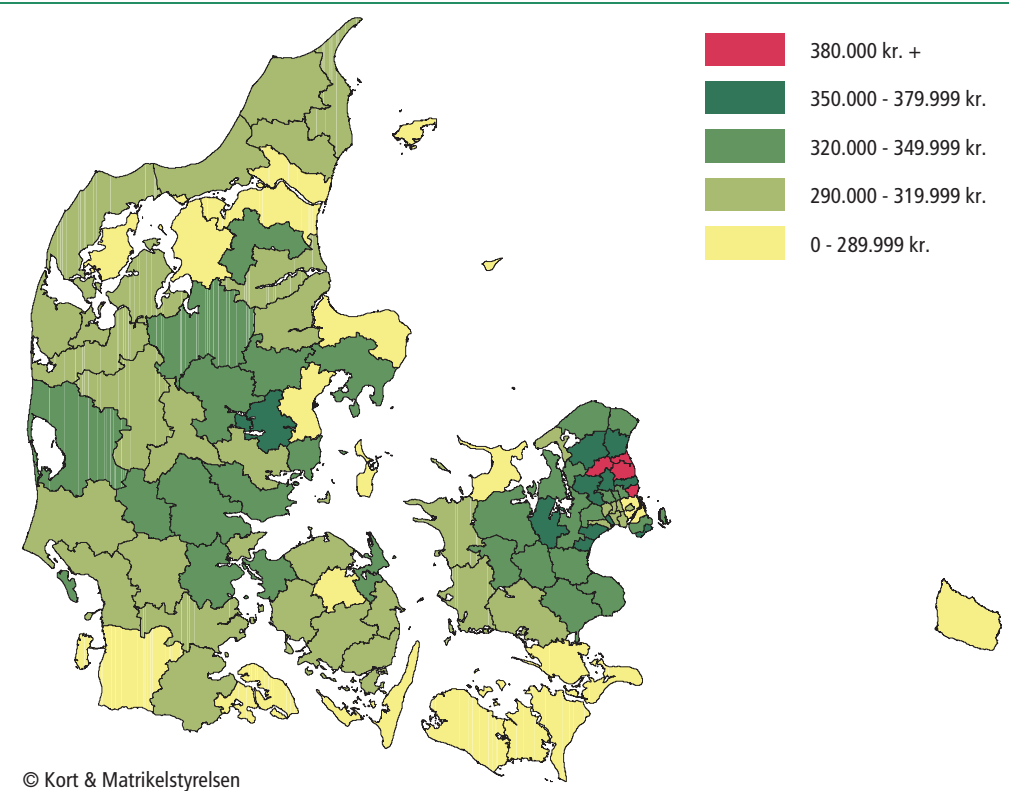 380.000 kr. +
350.000 - 379.999 kr.
320.000 - 349.999 kr.
290.000 - 319.999 kr.
0 - 289.999 kr.
© Kort & Matrikelstyrelsen